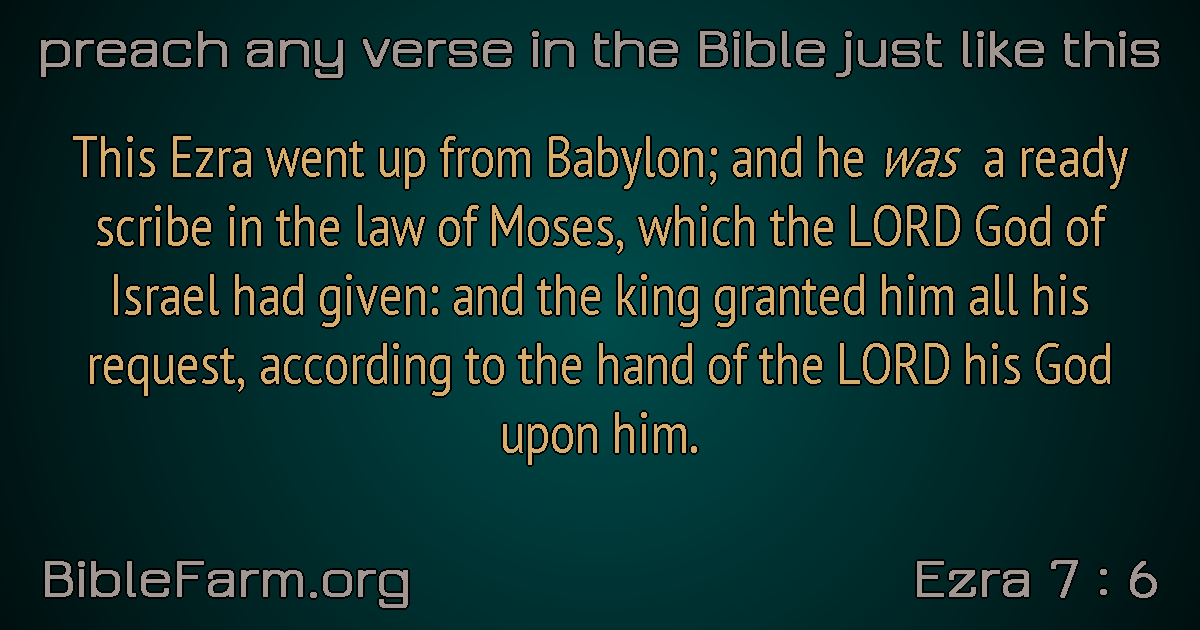 preach any verse in the Bible just like this
This Ezra went up from Babylon; and he was a ready
scribe in the law of Moses, which the LORD God of
Israel had given: and the king granted him all his
request, according to the hand of the LORD his God
upon him.
BibleFarm.org
Ezra 7 : 6